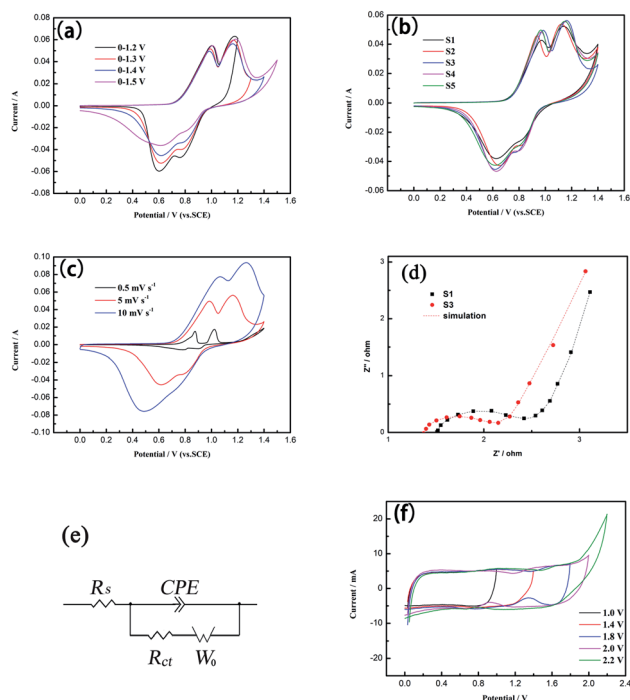 (a)
0-1.2 V
0-1.3 V
0-1.4 V
0-1.5 V
Current / A
0.08
0.06
0.04
0.02
0.00
-0.02
-0.04
-0.06
-0.08
0.0 0.2 0.4 0.6 0.8 1.0 1.2 1.4 1.6
Potential / V (vs.SCE)
(b)
S1
S2
S3
S4
S5
Current / A
0.06
0.04
0.02
0.00
-0.02
-0.04
-0.06
0.0 0.2 0.4 0.6 0.8 1.0 1.2 1.4 1.6
Potential / V (vs.SCE)
(c)
0.5 mV s⁻¹
5 mV s⁻¹
10 mV s⁻¹
Current / A
0.10
0.08
0.06
0.04
0.02
0.00
-0.02
-0.04
-0.06
-0.08
-0.10
0.0 0.2 0.4 0.6 0.8 1.0 1.2 1.4 1.6
Potential / V (vs.SCE)
(d)
S1
S3
simulation
Z'' / ohm
3
2
1
0
1 2 3
Z' / ohm
(e)
Rs CPE
Rct W₀
(f)
1.0 V
1.4 V
1.8 V
2.0 V
2.2 V
Current / mA
20
10
0
-10
-20
0.0 0.4 0.8 1.2 1.6 2.0 2.4
Potential / V